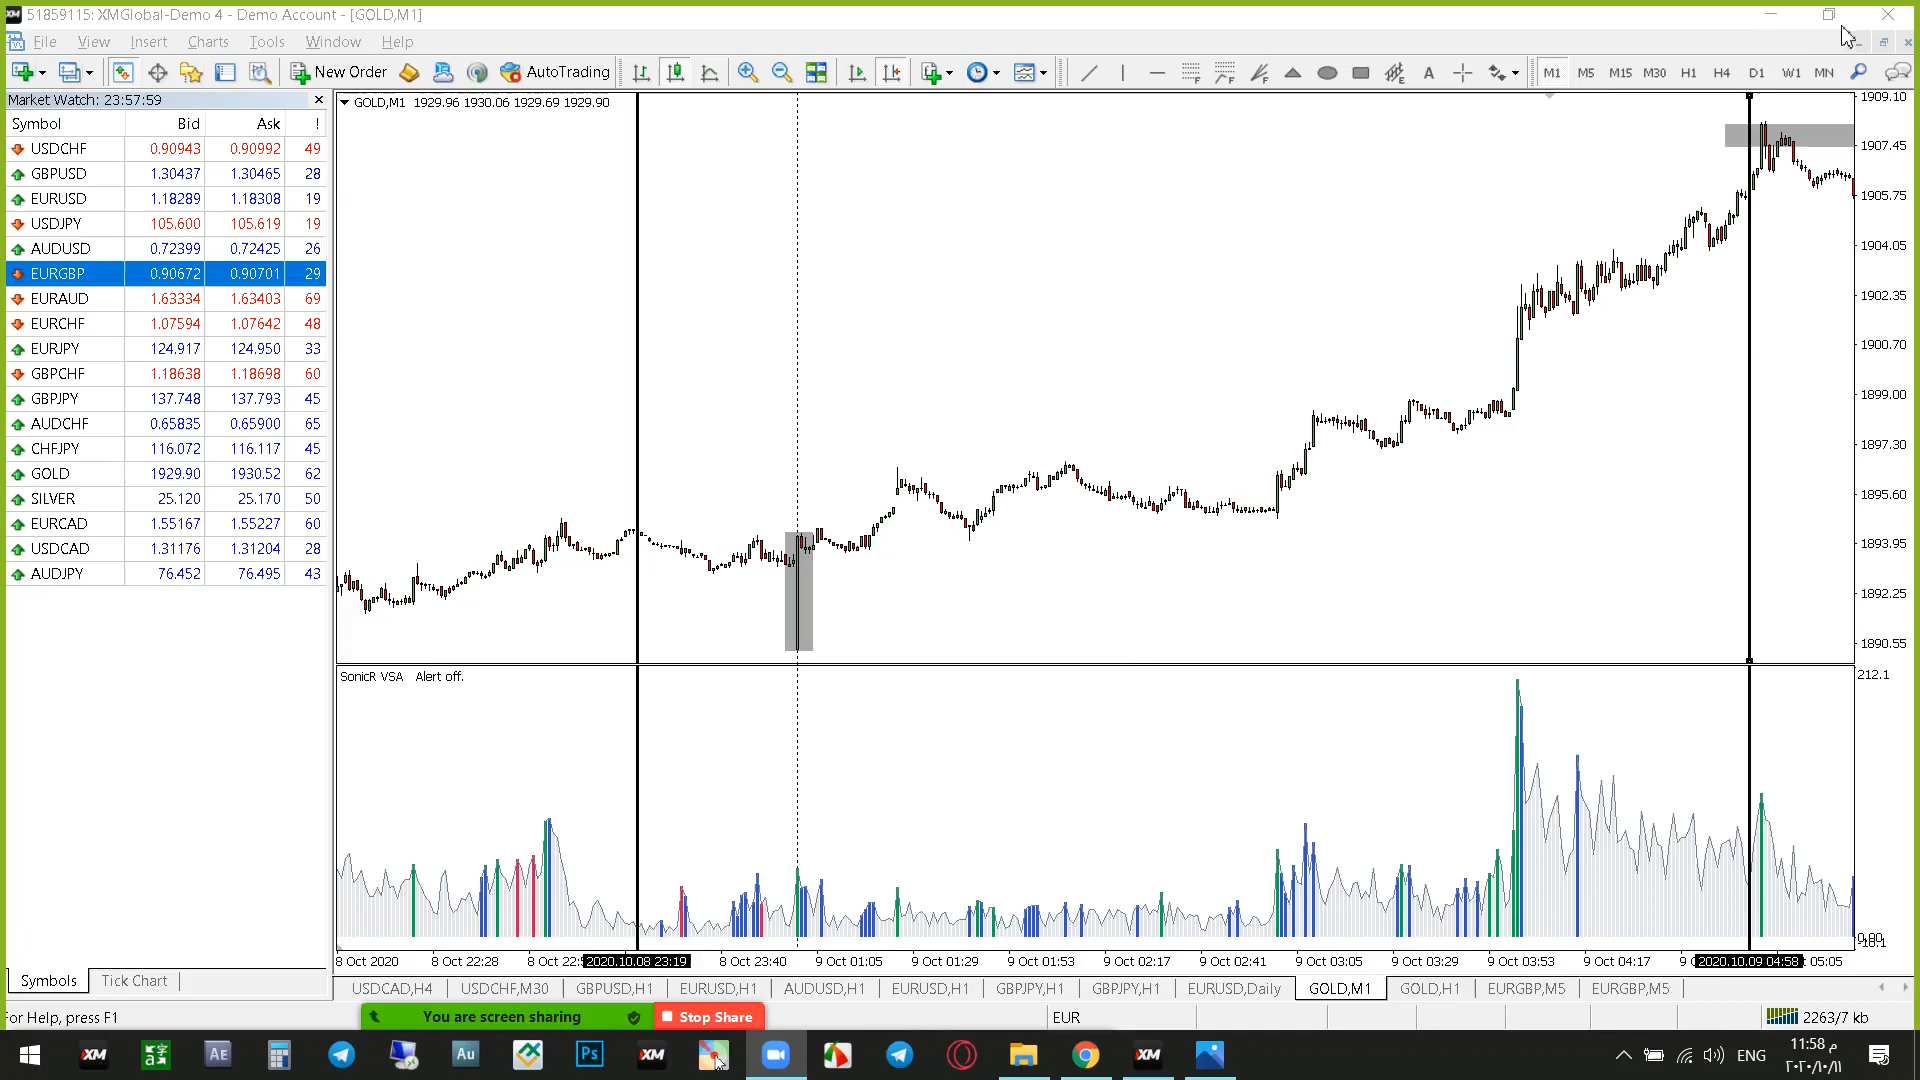 51859115: XMGlobal-Demo 4 - Demo Account - [GOLD,M1]
File View Insert Charts Tools Window Help
New Order AutoTrading A M1 M5 M15 M30 H1 H4 D1 W1 MN
Market Watch: 23:57:59
Symbol Bid Ask !
USDCHF 0.90943 0.90992 49
GBPUSD 1.30437 1.30465 28
EURUSD 1.18289 1.18308 19
USDJPY 105.600 105.619 19
AUDUSD 0.72399 0.72425 26
EURGBP 0.90672 0.90701 29
EURAUD 1.63334 1.63403 69
EURCHF 1.07594 1.07642 48
EURJPY 124.917 124.950 33
GBPCHF 1.18638 1.18698 60
GBPJPY 137.748 137.793 45
AUDCHF 0.65835 0.65900 65
CHFJPY 116.072 116.117 45
GOLD 1929.90 1930.52 62
SILVER 25.120 25.170 50
EURCAD 1.55167 1.55227 60
USDCAD 1.31176 1.31204 28
AUDJPY 76.452 76.495 43
Symbols Tick Chart
GOLD,M1 1929.96 1930.06 1929.69 1929.90
1909.10
1907.45
1905.75
1904.05
1902.35
1900.70
1899.00
1897.30
1895.60
1893.95
1892.25
1890.55
SonicR VSA Alert off.
212.1
0.00
8 Oct 2020 8 Oct 22:28 8 Oct 22:5 2020.10.08 23:19 8 Oct 23:40 9 Oct 01:05 9 Oct 01:29 9 Oct 01:53 9 Oct 02:17 9 Oct 02:41 9 Oct 03:05 9 Oct 03:29 9 Oct 03:53 9 Oct 04:17 9 2020.10.09 04:58 05:05
USDCAD,H4 USDCHF,M30 GBPUSD,H1 EURUSD,H1 AUDUSD,H1 EURUSD,H1 GBPJPY,H1 GBPJPY,H1 EURUSD,Daily GOLD,M1 GOLD,H1 EURGBP,M5 EURGBP,M5
For Help, press F1
You are screen sharing
Stop Share
EUR
2263/7 kb
XM AE Au Ps XM XM
ENG
11:58 م
٢٠٢٠/١٠/١١